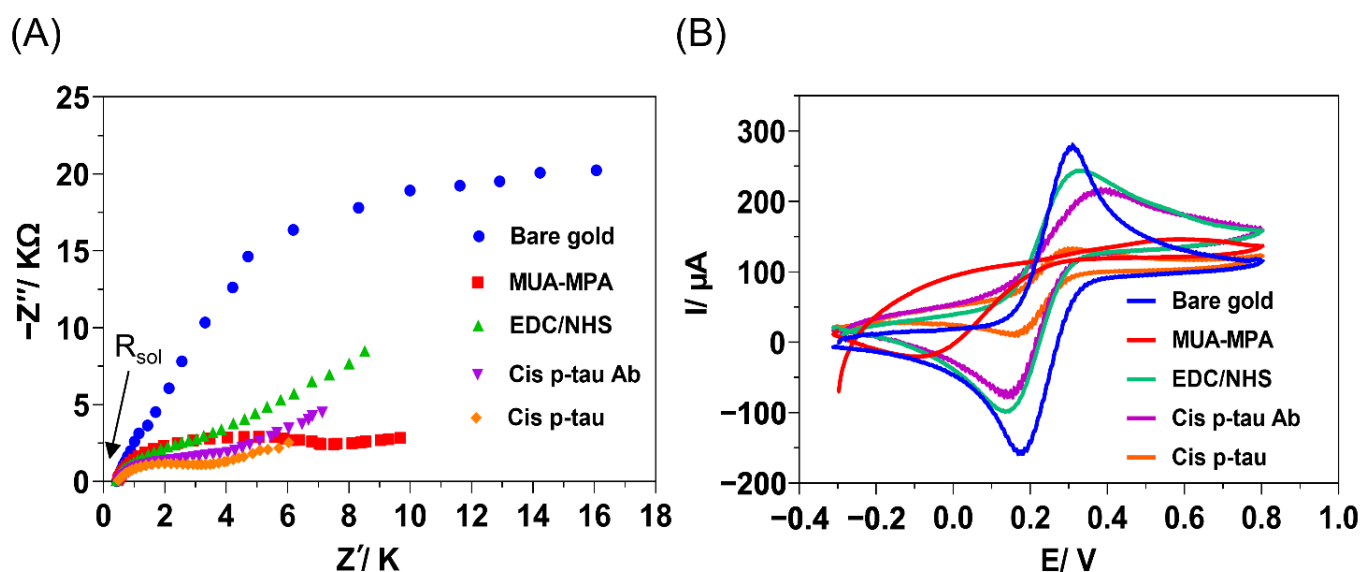 (A)
25
20
15
10
5
0
−Z″/ KΩ
R_sol
Bare gold
MUA-MPA
EDC/NHS
Cis p-tau Ab
Cis p-tau
0 2 4 6 8 10 12 14 16 18
Z′/ K
(B)
300
200
100
0
−100
−200
I/ µA
Bare gold
MUA-MPA
EDC/NHS
Cis p-tau Ab
Cis p-tau
−0.4 −0.2 0.0 0.2 0.4 0.6 0.8 1.0
E/ V